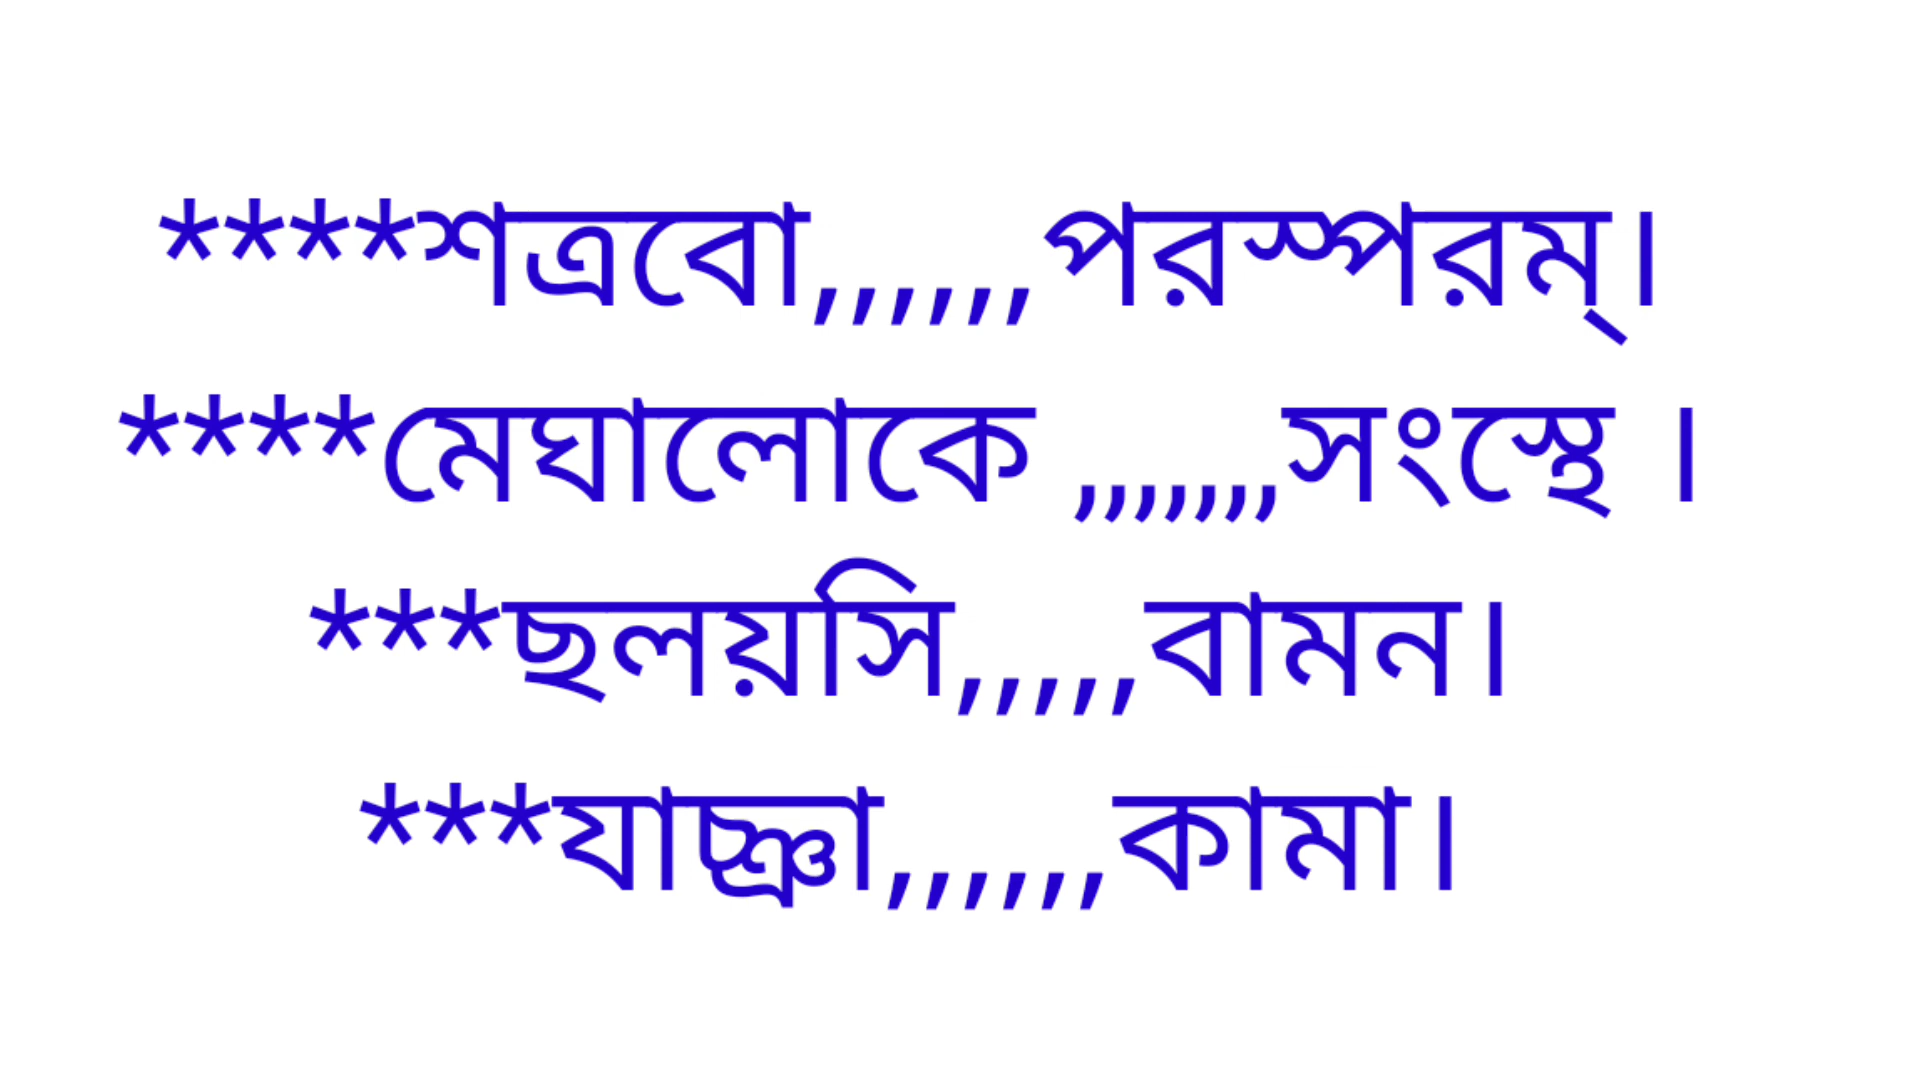 ****শত্রবো,,,,,,পরস্পরম্।
****মেঘালোকে ,,,,,,,সংস্থে ।
***ছলয়সি,,,,,বামন।
***যাচ্ঞা,,,,,,কামা।